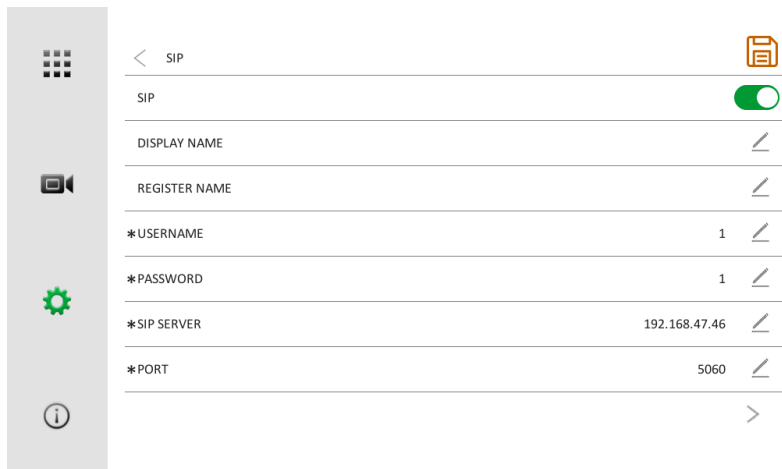 SIP
SIP
DISPLAY NAME
REGISTER NAME
*USERNAME 1
*PASSWORD 1
*SIP SERVER 192.168.47.46
*PORT 5060